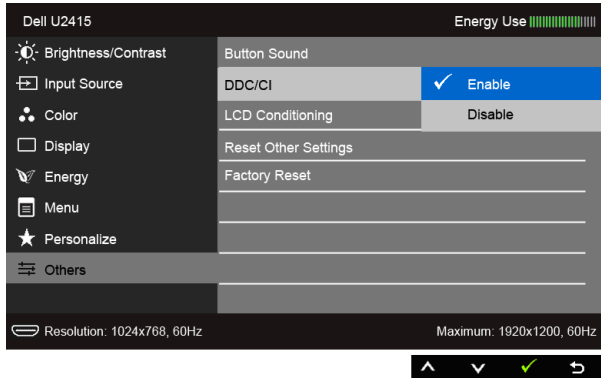 Dell U2415
Energy Use
Brightness/Contrast
Button Sound
Input Source
DDC/CI
Enable
Color
LCD Conditioning
Disable
Display
Reset Other Settings
Energy
Factory Reset
Menu
Personalize
Others
Resolution: 1024x768, 60Hz
Maximum: 1920x1200, 60Hz